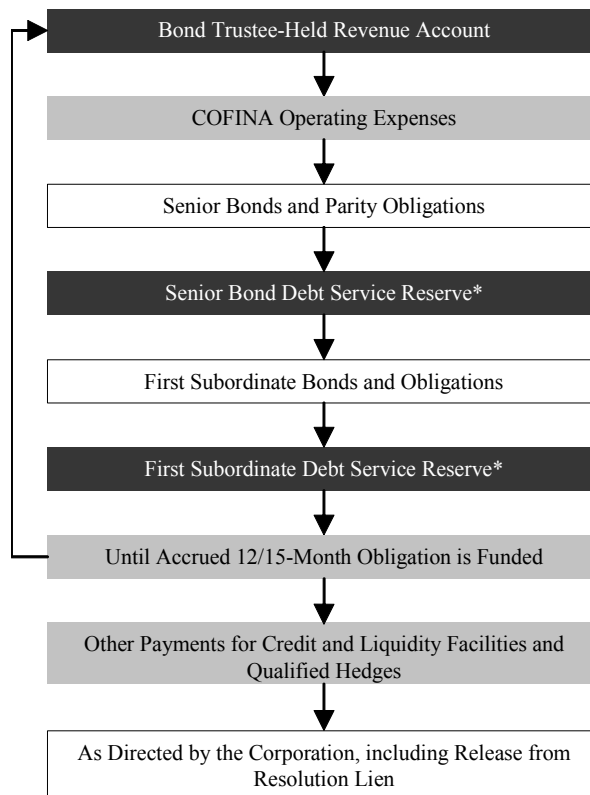 Bond Trustee-Held Revenue Account
COFINA Operating Expenses
Senior Bonds and Parity Obligations
Senior Bond Debt Service Reserve*
First Subordinate Bonds and Obligations
First Subordinate Debt Service Reserve*
Until Accrued 12/15-Month Obligation is Funded
Other Payments for Credit and Liquidity Facilities and
Qualified Hedges
As Directed by the Corporation, including Release from
Resolution Lien